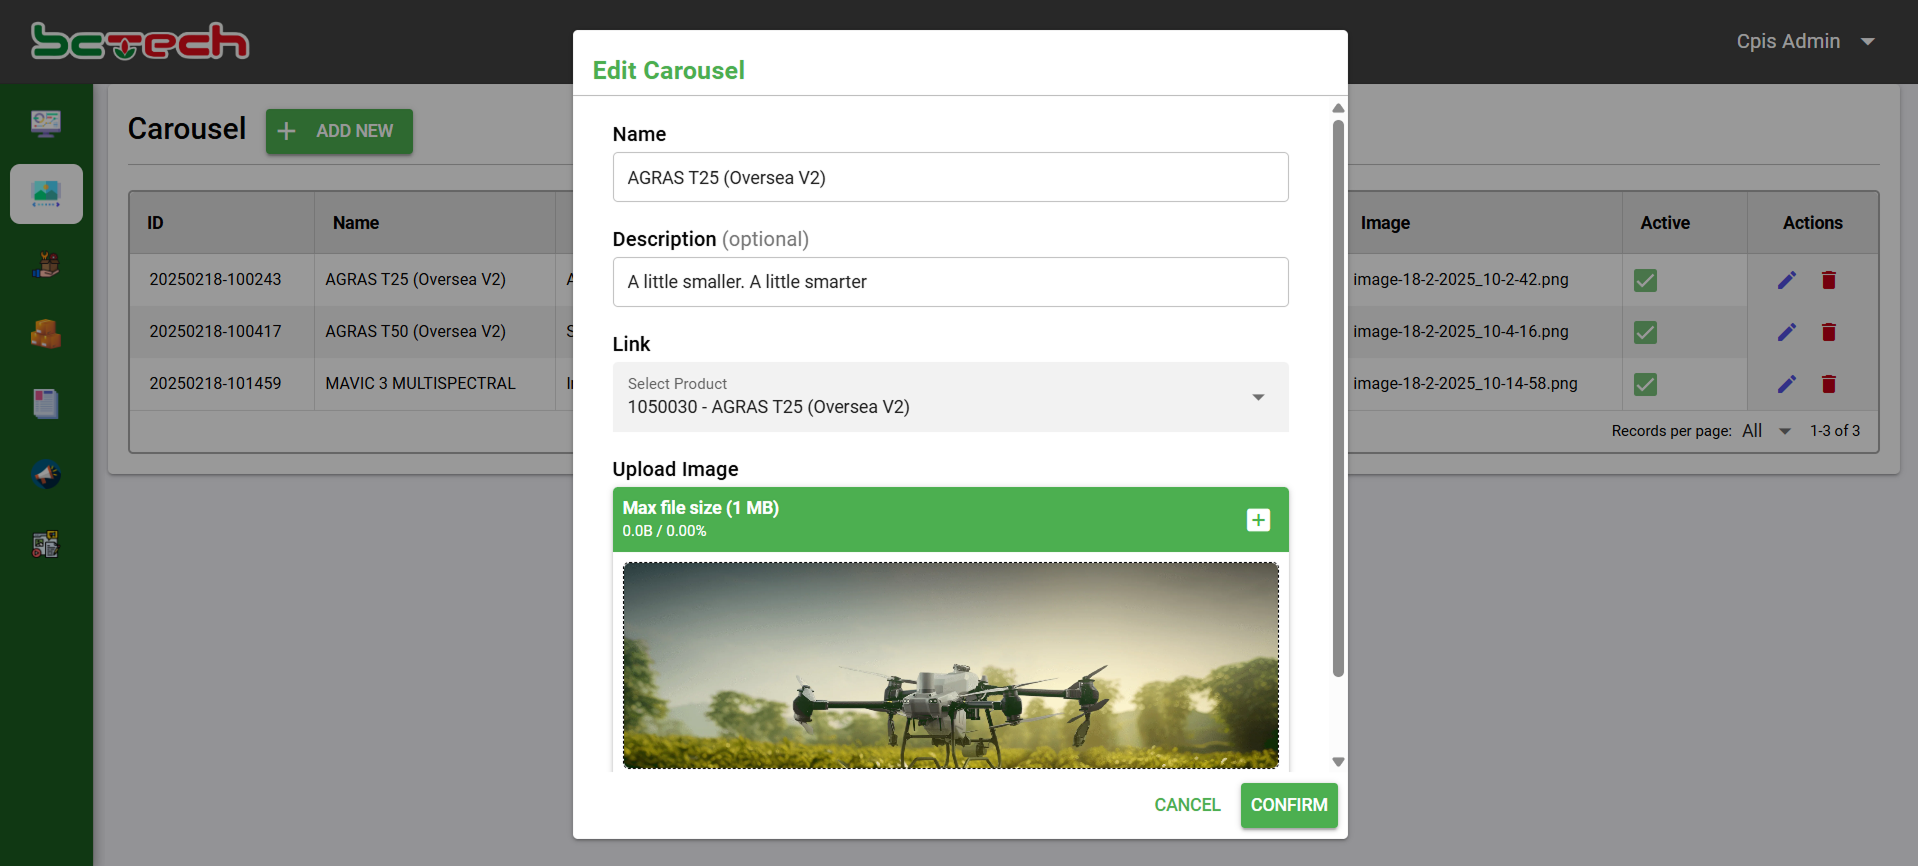 bctech
Cpis Admin
Carousel
ADD NEW
ID
Name
Image
Active
Actions
20250218-100243
AGRAS T25 (Oversea V2)
A
image-18-2-2025_10-2-42.png
20250218-100417
AGRAS T50 (Oversea V2)
S
image-18-2-2025_10-4-16.png
20250218-101459
MAVIC 3 MULTISPECTRAL
image-18-2-2025_10-14-58.png
Records per page:
All
1-3 of 3
Edit Carousel
Name
AGRAS T25 (Oversea V2)
Description (optional)
A little smaller. A little smarter
Link
Select Product
1050030 - AGRAS T25 (Oversea V2)
Upload Image
Max file size (1 MB)
0.0B / 0.00%
CANCEL
CONFIRM